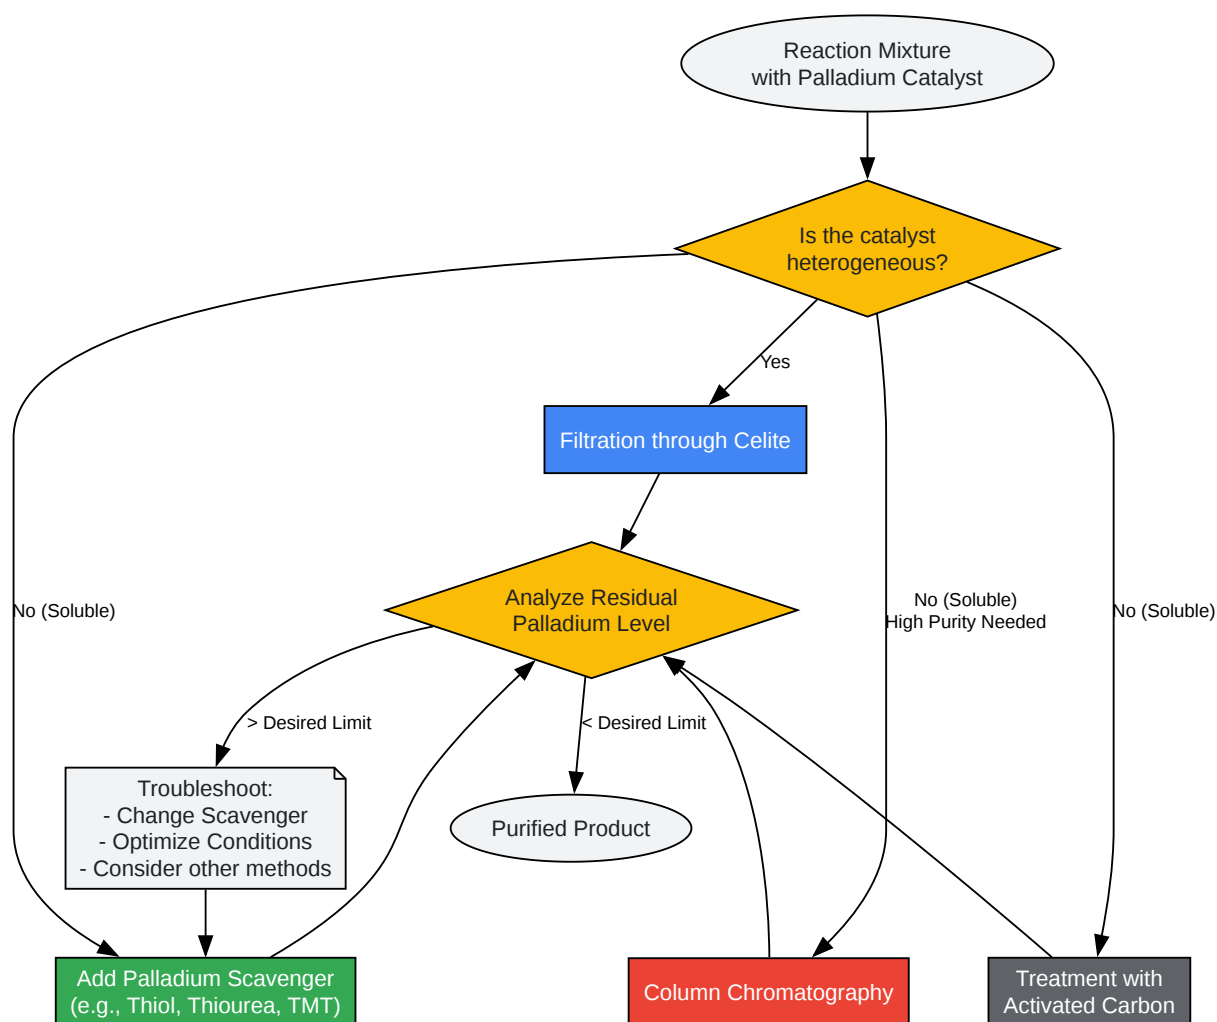 Reaction Mixture
with Palladium Catalyst
Is the catalyst
heterogeneous?
Yes
Filtration through Celite
Analyze Residual
Palladium Level
No (Soluble)
No (Soluble)
High Purity Needed
No (Soluble)
> Desired Limit
< Desired Limit
Troubleshoot:
- Change Scavenger
- Optimize Conditions
- Consider other methods
Purified Product
Add Palladium Scavenger
(e.g., Thiol, Thiourea, TMT)
Column Chromatography
Treatment with
Activated Carbon